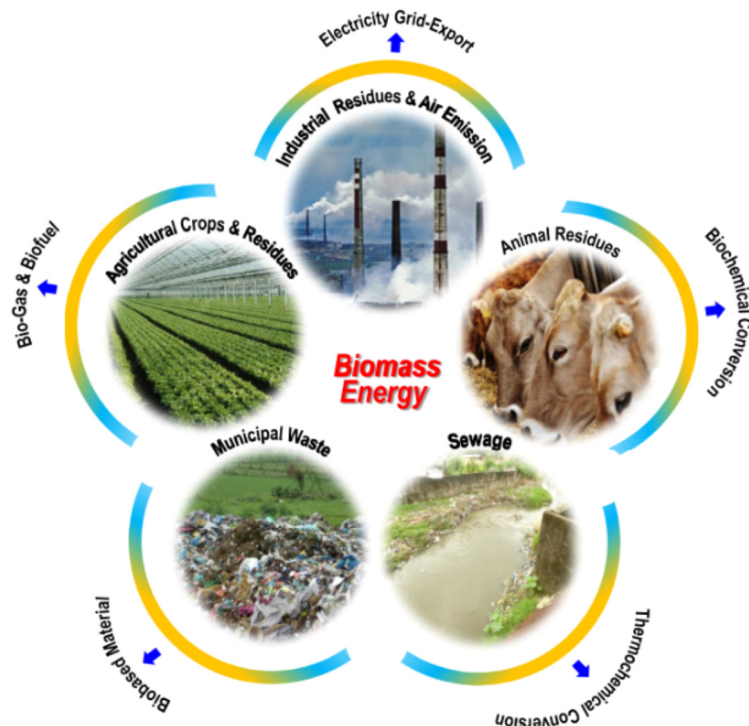 Electricity Grid-Export
Industrial Residues & Air Emission
Agricultural Crops & Residues
Animal Residues
Bio-Gas & Biofuel
Biochemical Conversion
Biomass
Energy
Municipal Waste
Sewage
Biobased Material
Thermochemical Conversion